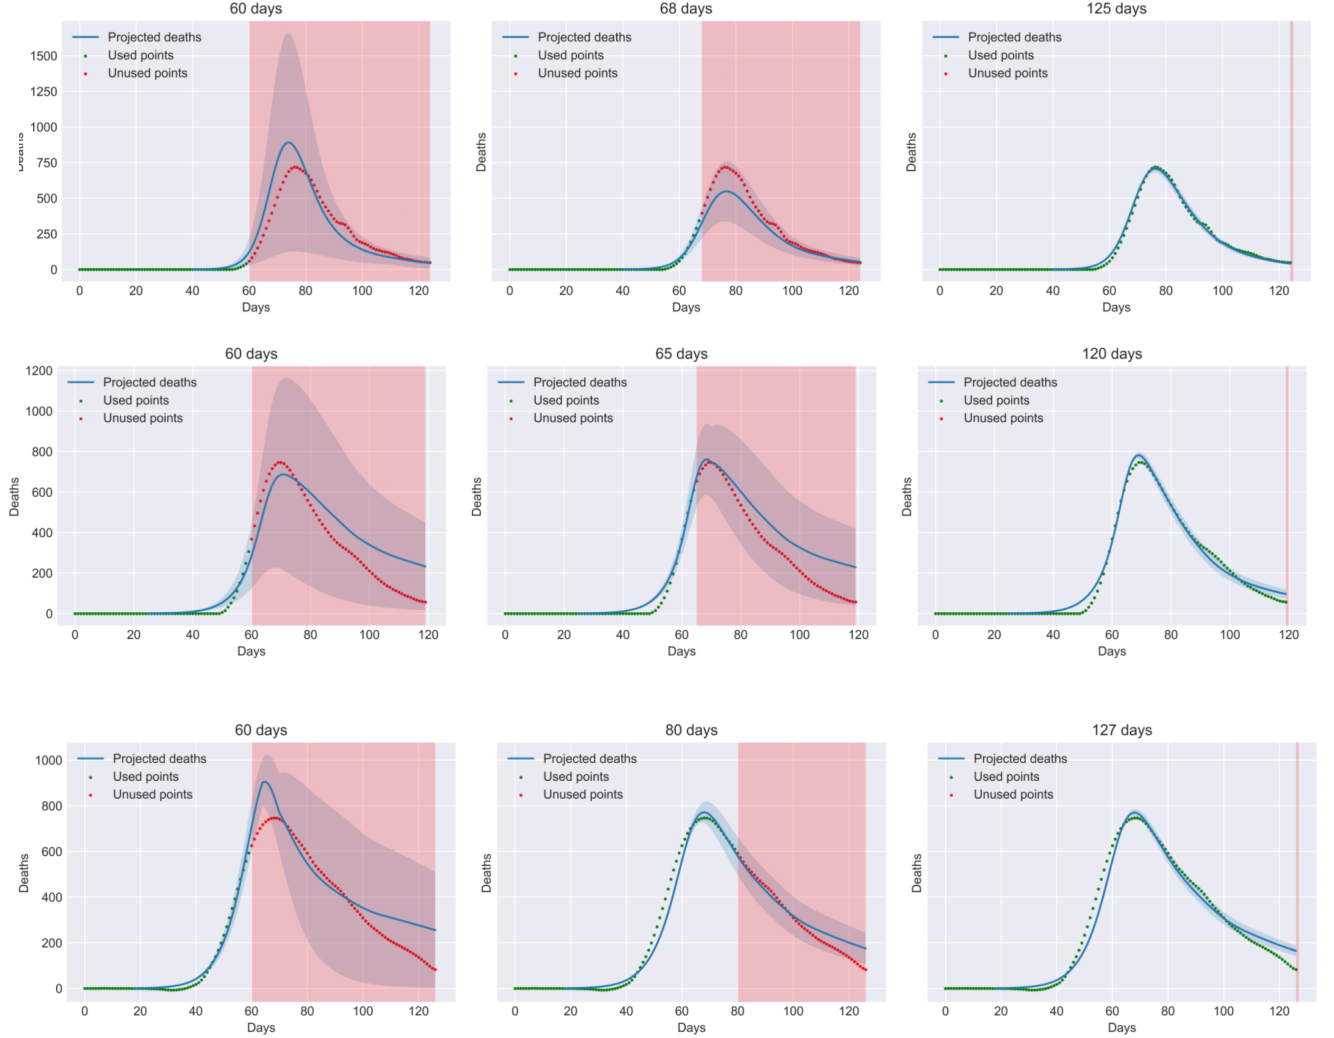 60 days
68 days
125 days
Projected deaths
Used points
Unused points
Projected deaths
Used points
Unused points
Projected deaths
Used points
Unused points
1500
1250
1000
750
500
250
0
Deaths
Deaths
Deaths
0 20 40 60 80 100 120
0 20 40 60 80 100 120
0 20 40 60 80 100 120
Days
Days
Days
60 days
65 days
120 days
Projected deaths
Used points
Unused points
Projected deaths
Used points
Unused points
Projected deaths
Used points
Unused points
1200
1000
800
600
400
200
0
Deaths
Deaths
Deaths
0 20 40 60 80 100 120
0 20 40 60 80 100 120
0 20 40 60 80 100 120
Days
Days
Days
60 days
80 days
127 days
Projected deaths
Used points
Unused points
Projected deaths
Used points
Unused points
Projected deaths
Used points
Unused points
1000
800
600
400
200
0
Deaths
Deaths
Deaths
0 20 40 60 80 100 120
0 20 40 60 80 100 120
0 20 40 60 80 100 120
Days
Days
Days